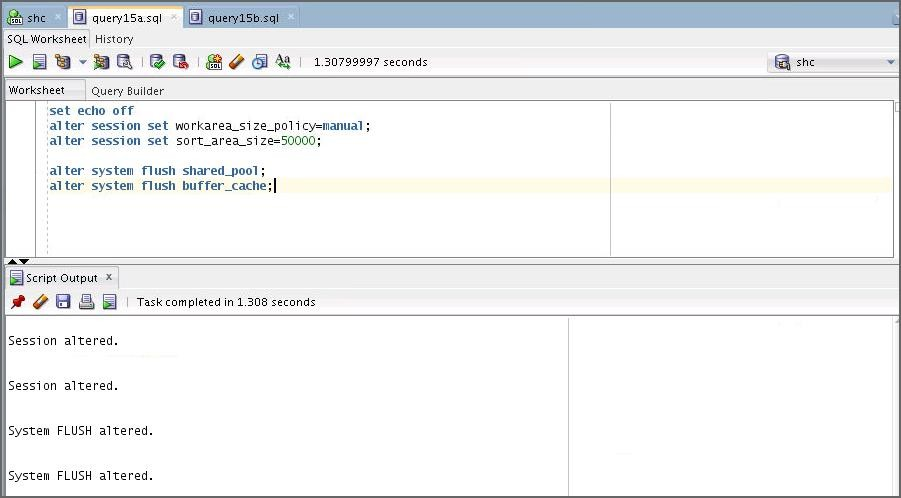 shc query15a.sql query15b.sql
SQL Worksheet History
SQL Aa 1.30799997 seconds shc
Worksheet Query Builder
set echo off
alter session set workarea_size_policy=manual;
alter session set sort_area_size=50000;
alter system flush shared_pool;
alter system flush buffer_cache;
Script Output
Task completed in 1.308 seconds
Session altered.
Session altered.
System FLUSH altered.
System FLUSH altered.